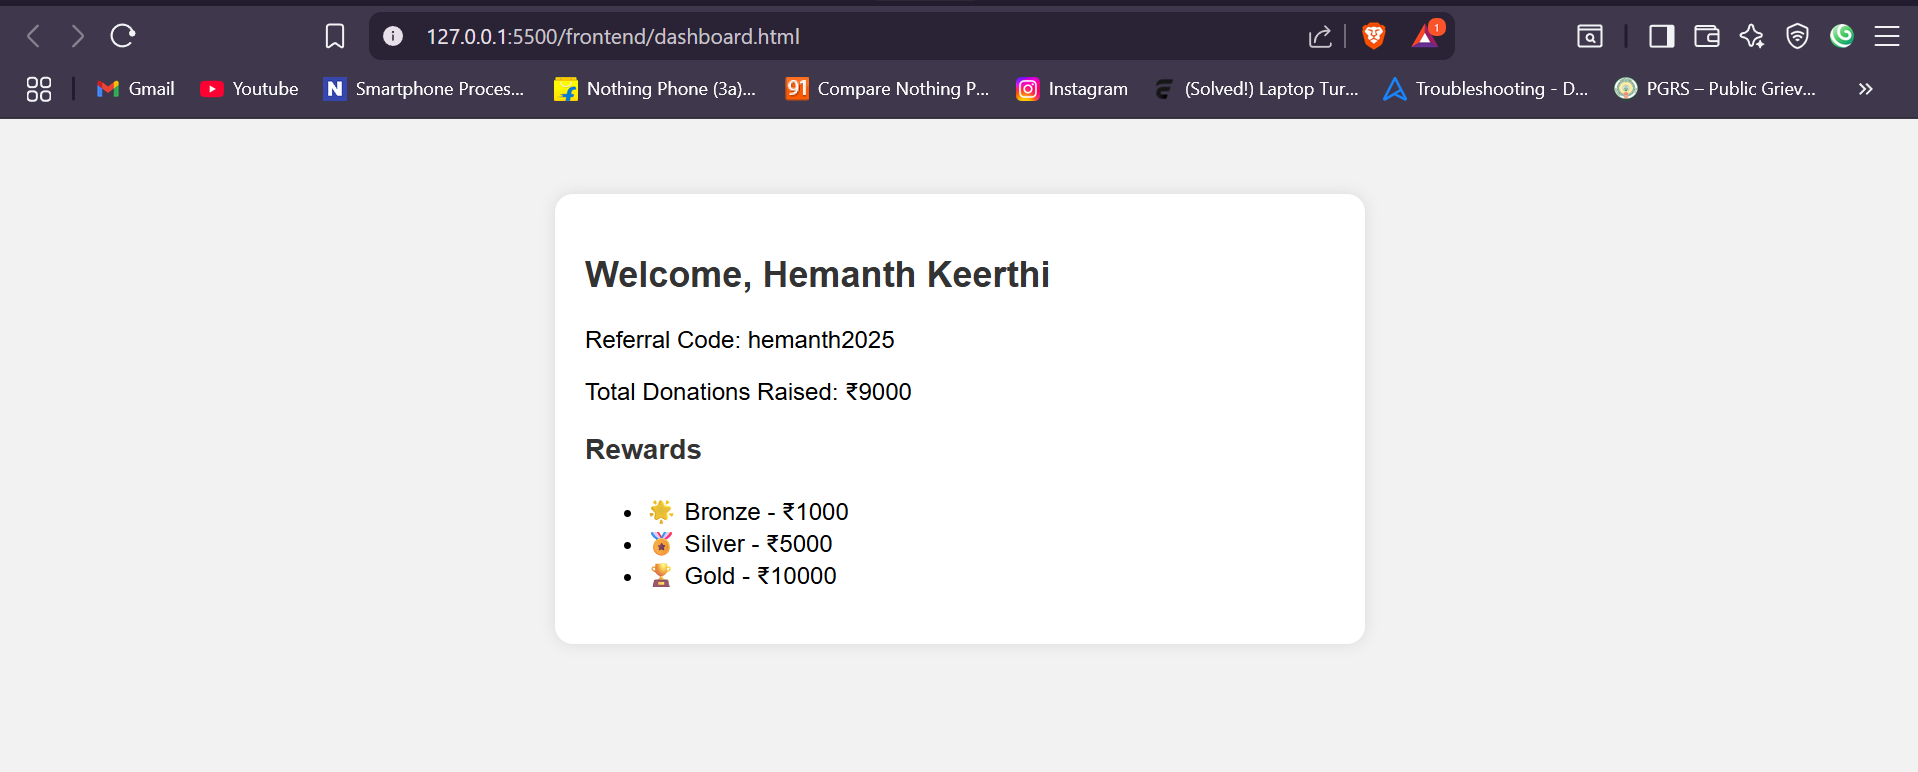 127.0.0.1:5500/frontend/dashboard.html
1
Gmail
Youtube
N
Smartphone Proces...
Nothing Phone (3a)...
91
Compare Nothing P...
Instagram
(Solved!) Laptop Tur...
Troubleshooting - D...
PGRS – Public Griev...
Welcome, Hemanth Keerthi
Referral Code: hemanth2025
Total Donations Raised: ₹9000
Rewards
• 🌟 Bronze - ₹1000
• 🏅 Silver - ₹5000
• 🏆 Gold - ₹10000